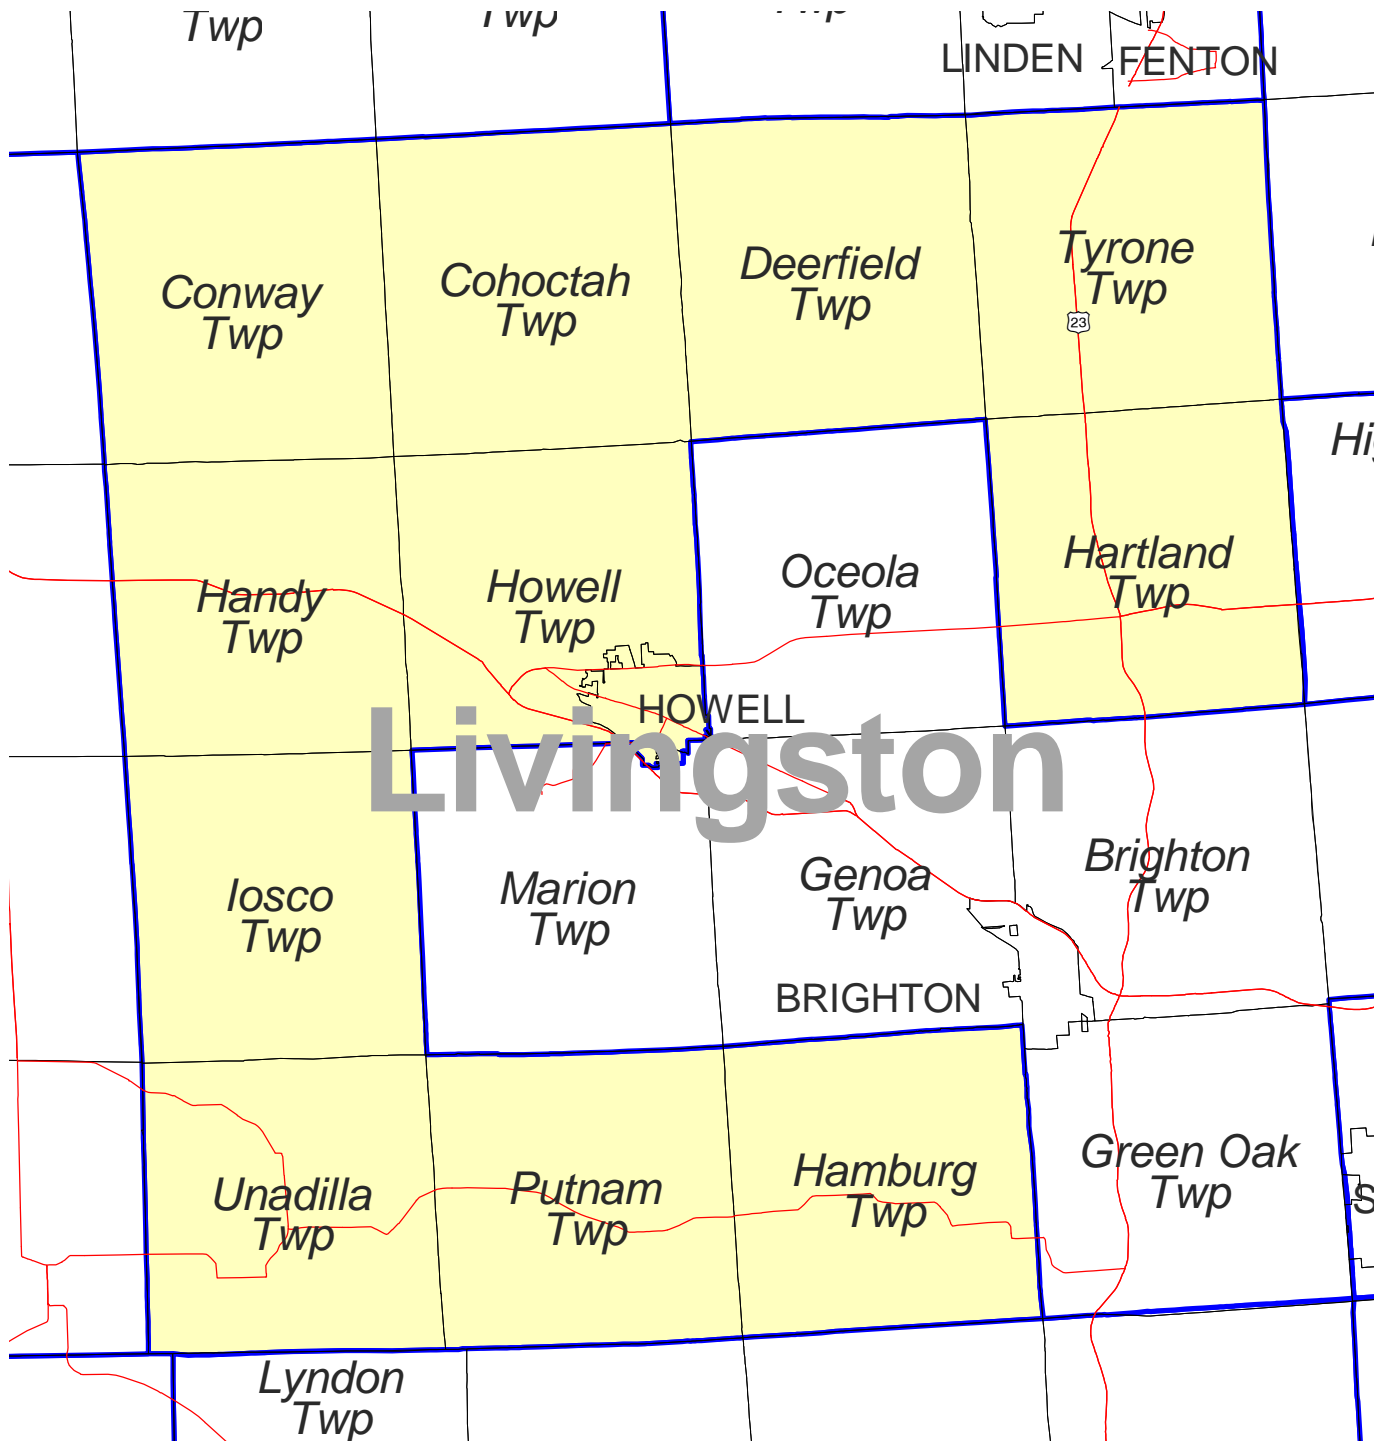 Twp
Twp
LINDEN
FENTON
Conway
Twp
Cohoctah
Twp
Deerfield
Twp
Tyrone
Twp
23
Handy
Twp
Howell
Twp
Oceola
Twp
Hartland
Twp
HOWELL
Livingston
Iosco
Twp
Marion
Twp
Genoa
Twp
Brighton
Twp
BRIGHTON
Unadilla
Twp
Putnam
Twp
Hamburg
Twp
Green Oak
Twp
Lyndon
Twp